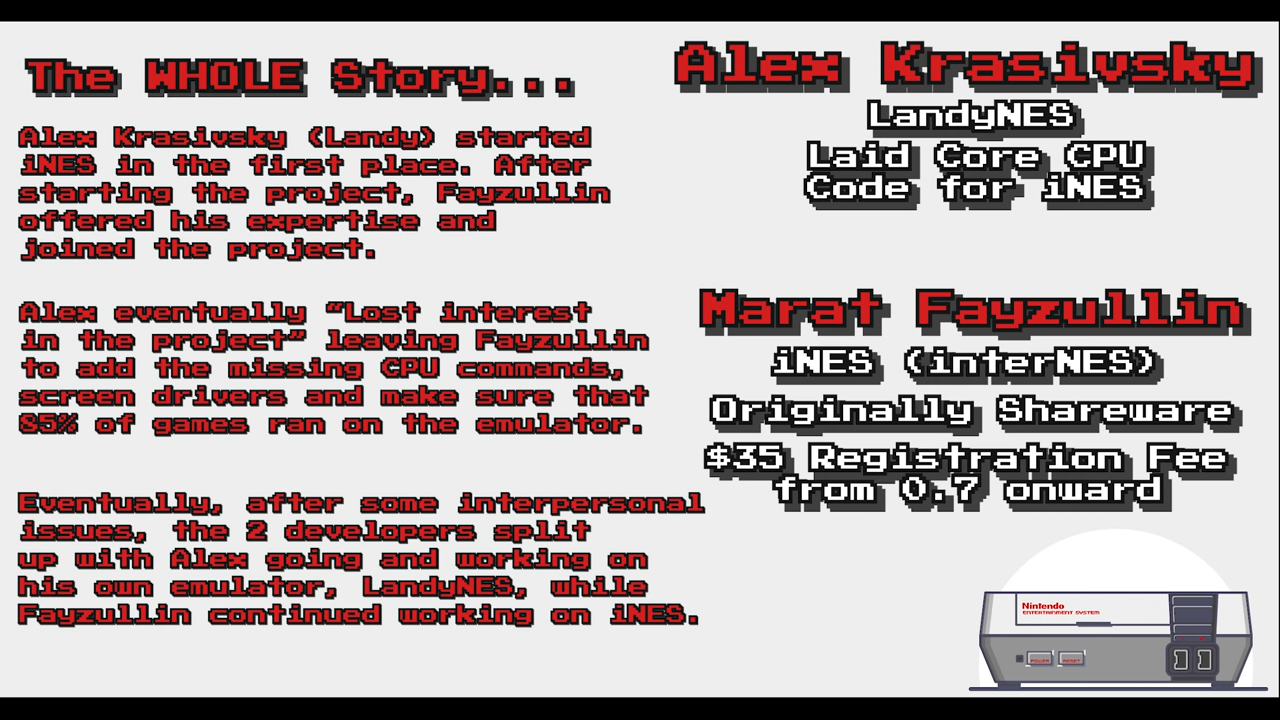 The WHOLE Story...
Alex Krasivsky (Landy) started
iNES in the first place. After
starting the project, Fayzullin
offered his expertise and
joined the project.
Alex eventually “Lost interest
in the project” leaving Fayzullin
to add the missing CPU commands,
screen drivers and make sure that
85% of games ran on the emulator.
Eventually, after some interpersonal
issues, the 2 developers split
up with Alex going and working on
his own emulator, LandyNES, while
Fayzullin continued working on iNES.
Alex Krasivsky
LandyNES
Laid Core CPU
Code for iNES
Marat Fayzullin
iNES (interNES)
Originally Shareware
$35 Registration Fee
from 0.7 onward
Nintendo
ENTERTAINMENT SYSTEM
POWER RESET